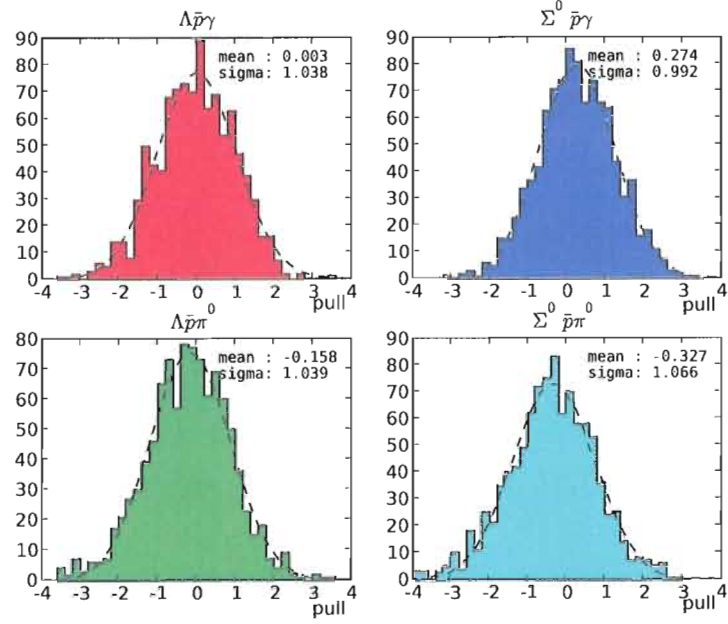 Λp̄γ
90
80
70
60
50
40
30
20
10
0
mean : 0.003
sigma: 1.038
-4 -3 -2 -1 0 1 2 3 4
pull
Σ⁰ p̄γ
90
80
70
60
50
40
30
20
10
0
mean : 0.274
sigma: 0.992
-4 -3 -2 -1 0 1 2 3 4
pull
Λp̄π⁰
80
70
60
50
40
30
20
10
0
mean : -0.158
sigma: 1.039
-4 -3 -2 -1 0 1 2 3 4
pull
Σ⁰ p̄π⁰
90
80
70
60
50
40
30
20
10
0
mean : -0.327
sigma: 1.066
-4 -3 -2 -1 0 1 2 3 4
pull